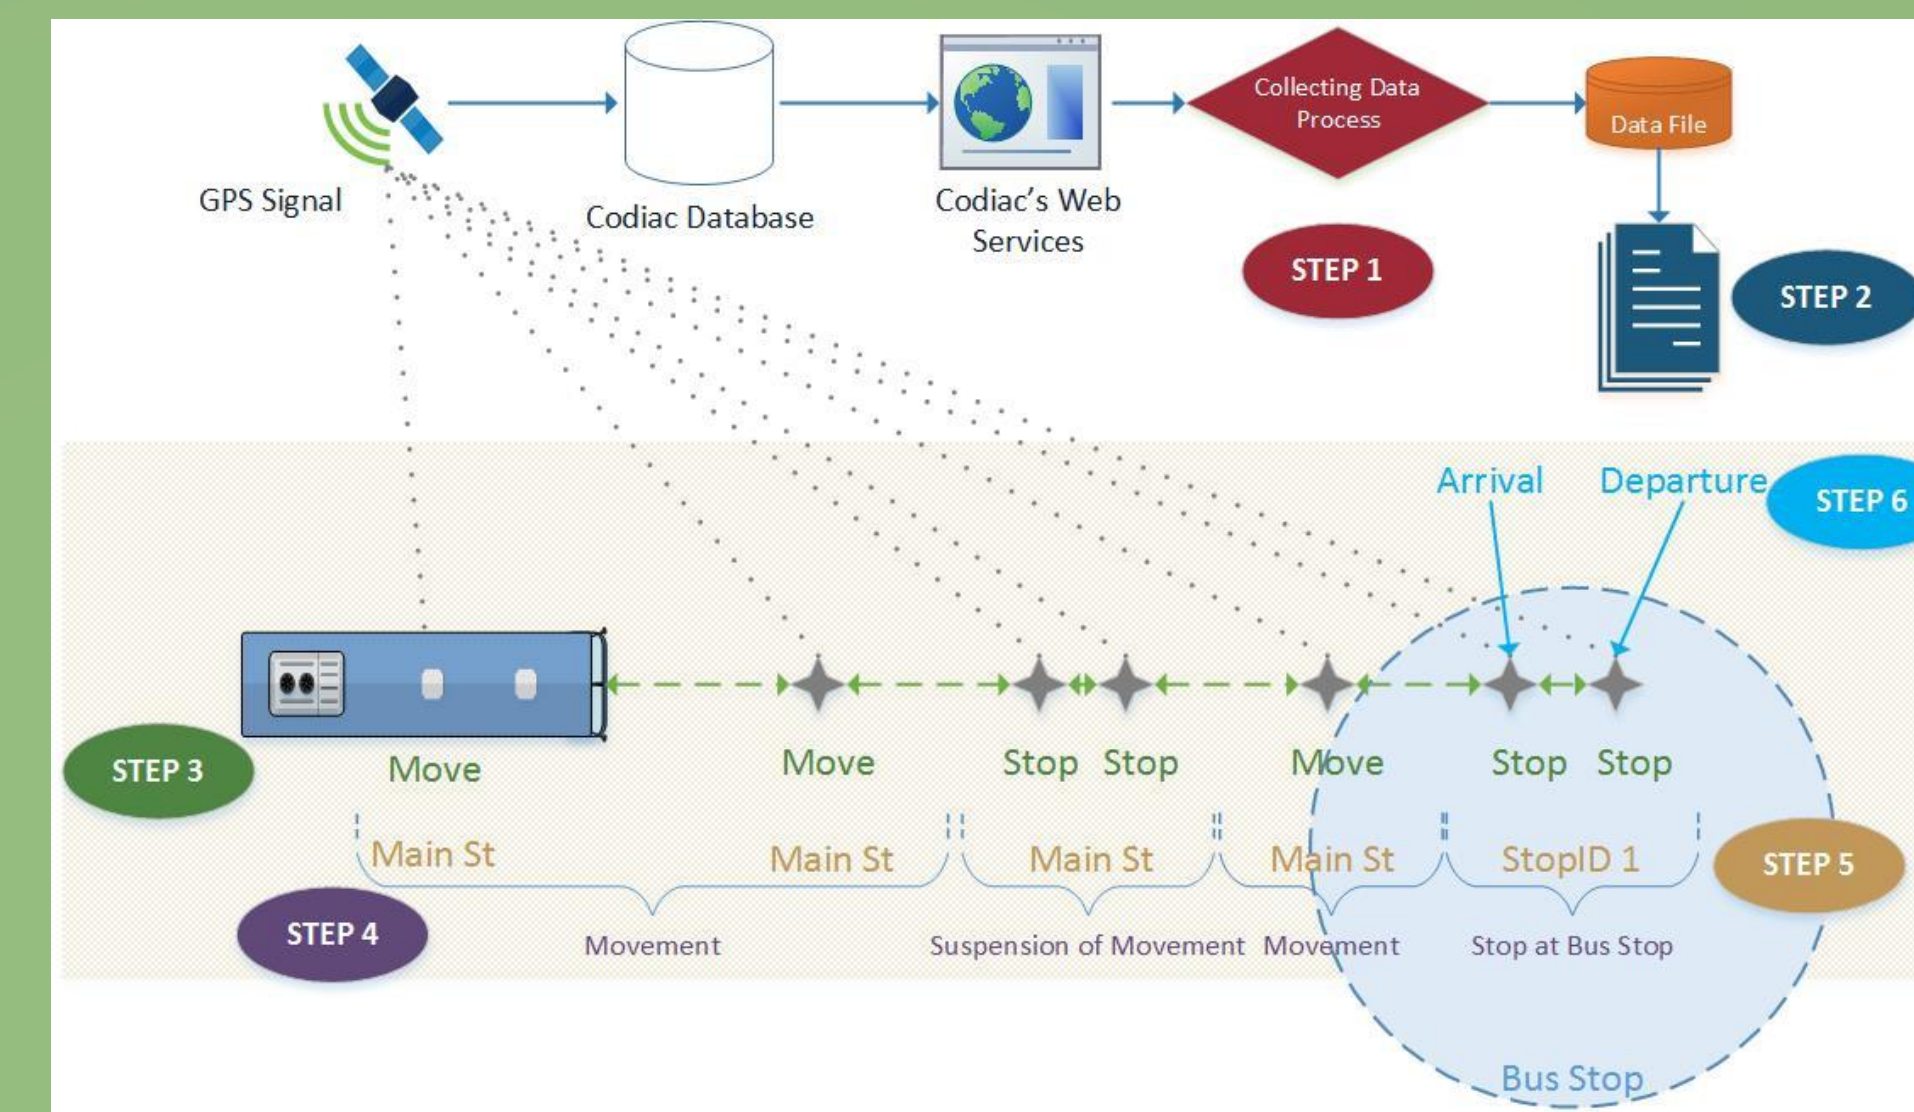 Collecting Data
Process
Data File
GPS Signal
Codiac Database
Codiac's Web
Services
STEP 1
STEP 2
Arrival
Departure
STEP 6
STEP 3
Move
Move
Stop
Stop
Move
Stop
Stop
Main St
Main St
Main St
Main St
StopID 1
STEP 5
STEP 4
Movement
Suspension of Movement
Movement
Stop at Bus Stop
Bus Stop